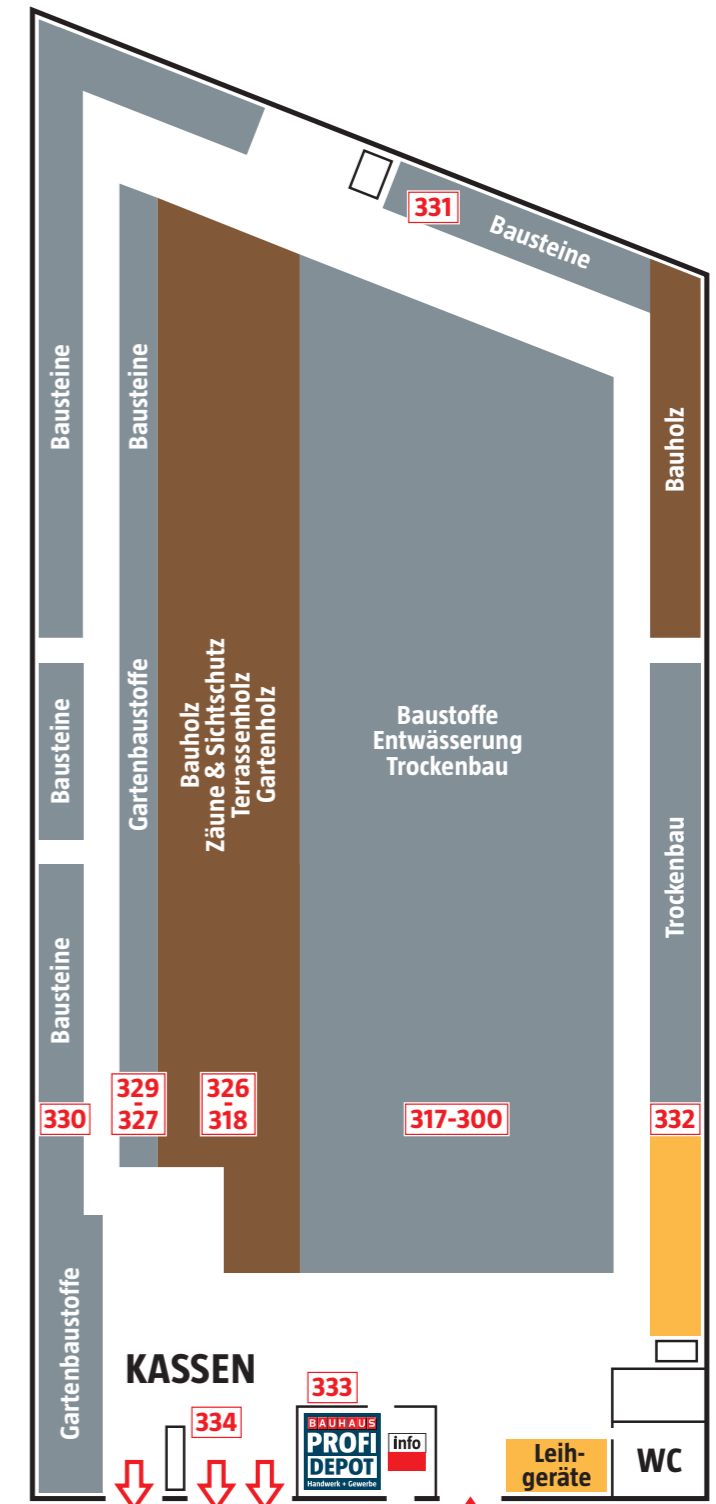 331
Bausteine
Bausteine
Bausteine
Bauholz
Bausteine
Gartenbaustoffe
Bauholz
Zäune & Sichtschutz
Terrassenholz
Gartenholz
Baustoffe
Entwässerung
Trockenbau
Trockenbau
Bausteine
330
329
-
327
326
-
318
317-300
332
Gartenbaustoffe
KASSEN
333
334
BAUHAUS
PROFI
DEPOT
Handwerk + Gewerbe
info
Leih-
geräte
WC